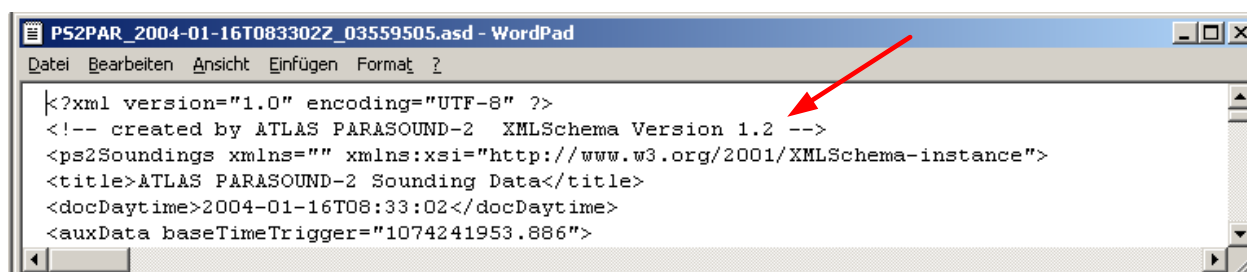 PS2PAR_2004-01-16T083302Z_03559505.asd - WordPad
Datei Bearbeiten Ansicht Einfügen Format ?
<?xml version="1.0" encoding="UTF-8" ?>
<!-- created by ATLAS PARASOUND-2  XMLSchema Version 1.2 -->
<ps2Soundings xmlns="" xmlns:xsi="http://www.w3.org/2001/XMLSchema-instance">
<title>ATLAS PARASOUND-2 Sounding Data</title>
<docDaytime>2004-01-16T08:33:02</docDaytime>
<auxData baseTimeTrigger="1074241953.886">